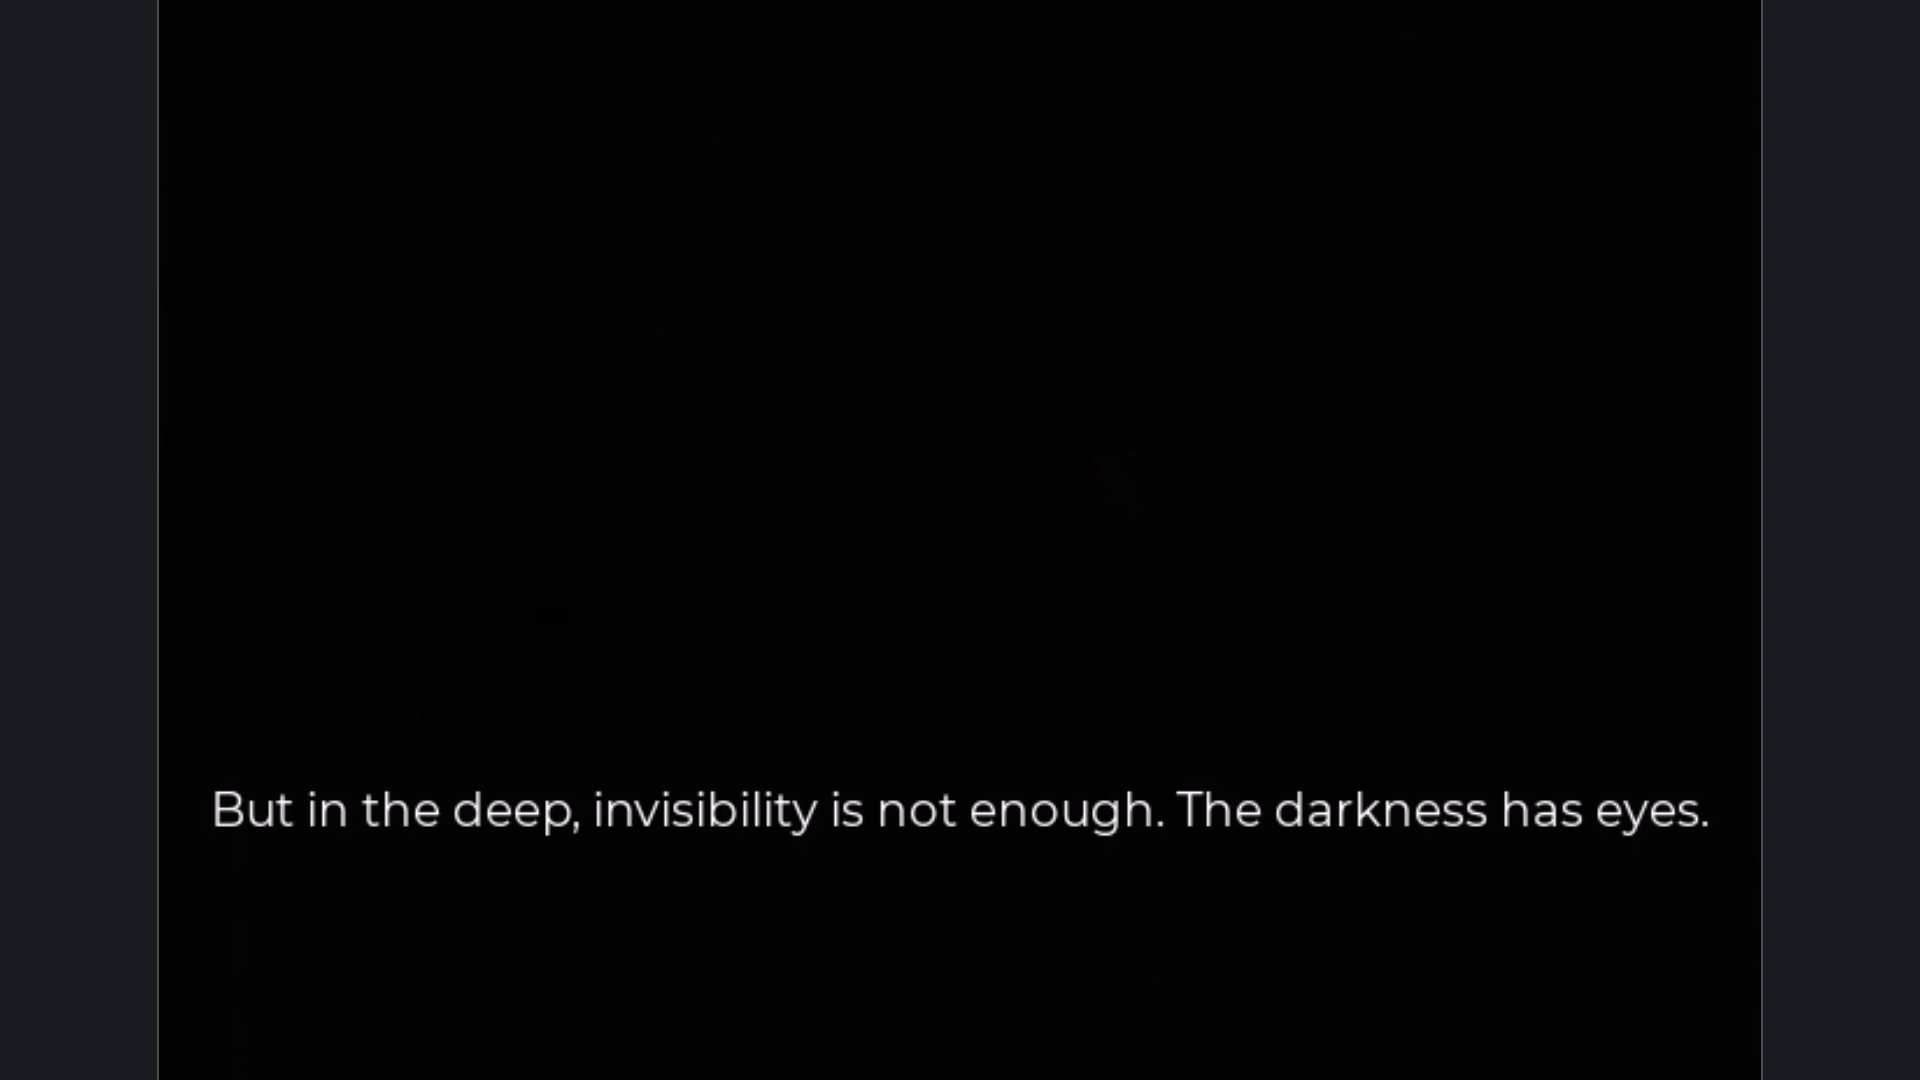 But in the deep, invisibility is not enough. The darkness has eyes.